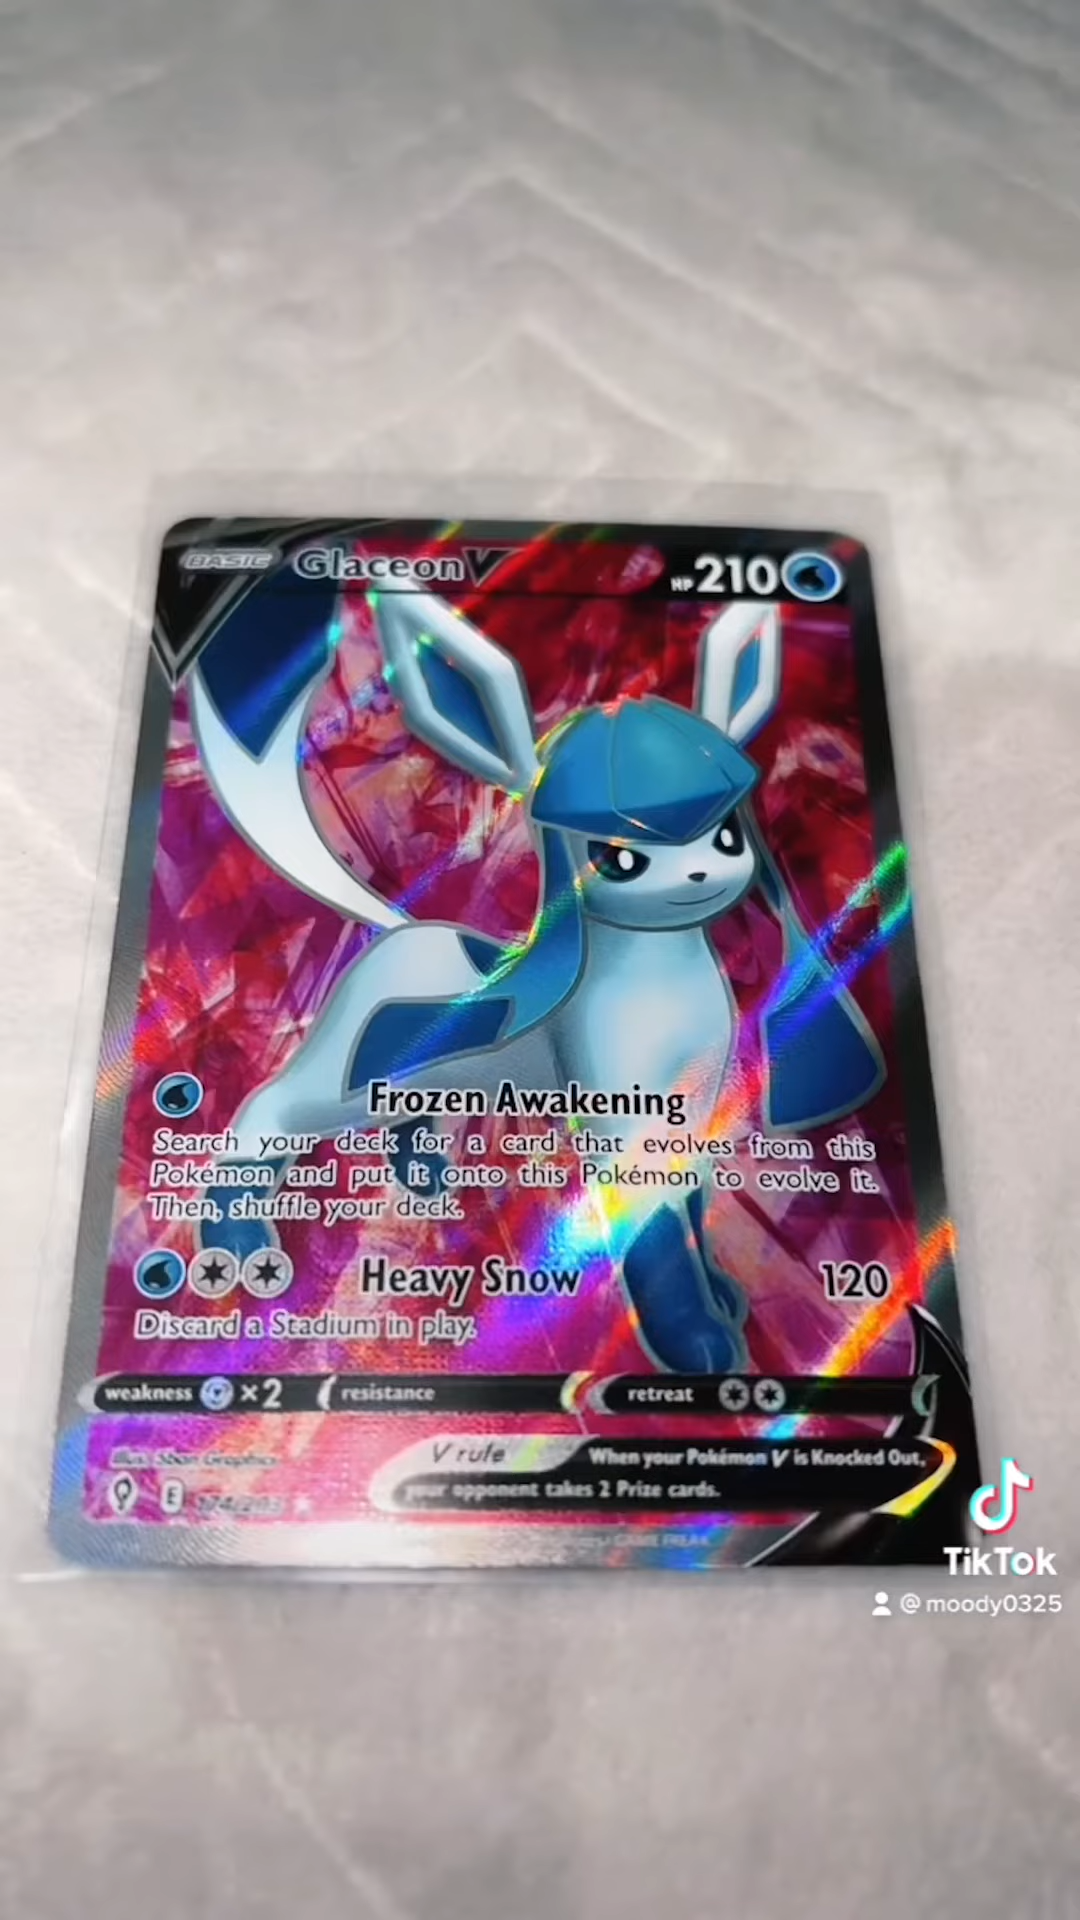 BASIC Glaceon V HP 210
Frozen Awakening
Search your deck for a card that evolves from this
Pokémon and put it onto this Pokémon to evolve it.
Then, shuffle your deck.
Heavy Snow 120
Discard a Stadium in play.
weakness ×2 resistance retreat
Illus. 5ban Graphics
V rule When your Pokémon V is Knocked Out,
your opponent takes 2 Prize cards.
E 174/203
GAME FREAK
TikTok
@moody0325